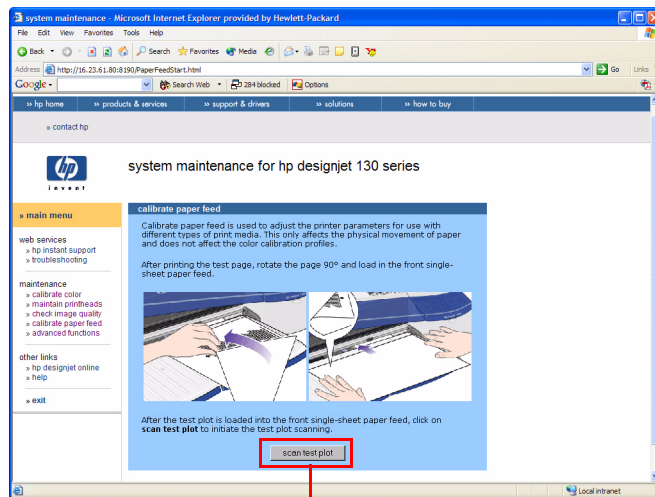 system maintenance - Microsoft Internet Explorer provided by Hewlett-Packard
File Edit View Favorites Tools Help
Back Search Favorites Media
Address http://16.23.61.80:8190/PaperFeedStart.html Go Links
Google Search Web 284 blocked Options
» hp home » products & services » support & drivers » solutions » how to buy
» contact hp
hp
invent
system maintenance for hp designjet 130 series
» main menu
web services
» hp instant support
» troubleshooting
maintenance
» calibrate color
» maintain printheads
» check image quality
» calibrate paper feed
» advanced functions
other links
» hp designjet online
» help
» exit
calibrate paper feed
Calibrate paper feed is used to adjust the printer parameters for use with
different types of print media. This only affects the physical movement of paper
and does not affect the color calibration profiles.
After printing the test page, rotate the page 90° and load in the front single-
sheet paper feed.
After the test plot is loaded into the front single-sheet paper feed, click on
scan test plot to initiate the test plot scanning.
scan test plot
Local intranet